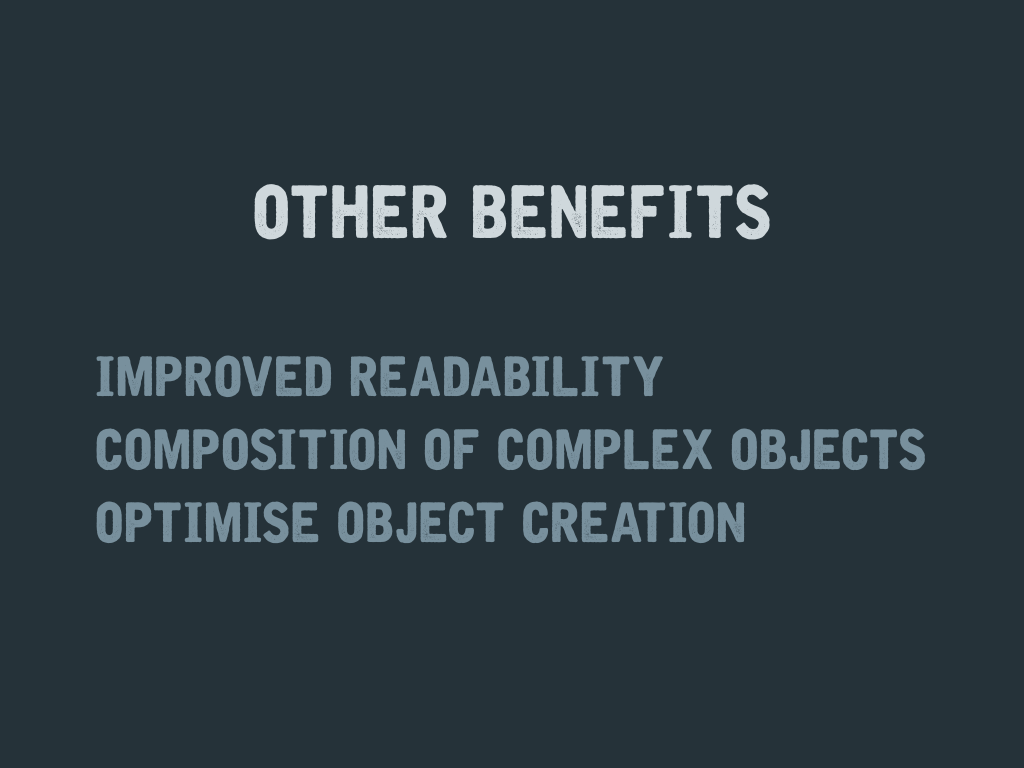 OTHER BENEFITS
IMPROVED READABILITY
COMPOSITION OF COMPLEX OBJECTS
OPTIMISE OBJECT CREATION